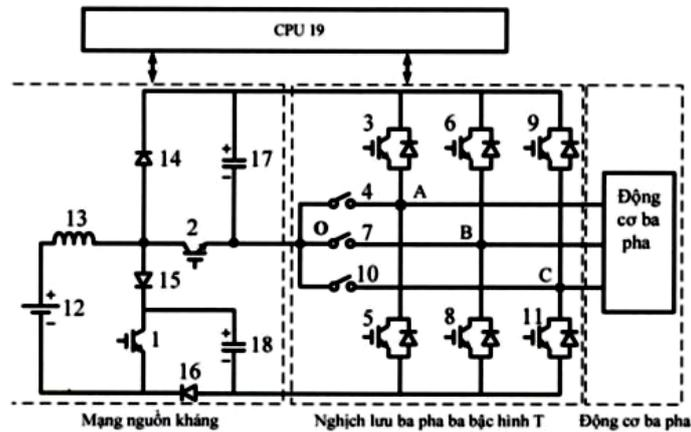 CPU 19
3
6
9
14
17
4
A
13
2
O
7
B
Động
cơ ba
pha
15
10
C
12
1
18
5
8
11
16
Mạng nguồn kháng
Nghịch lưu ba pha ba bậc hình T
Động cơ ba pha